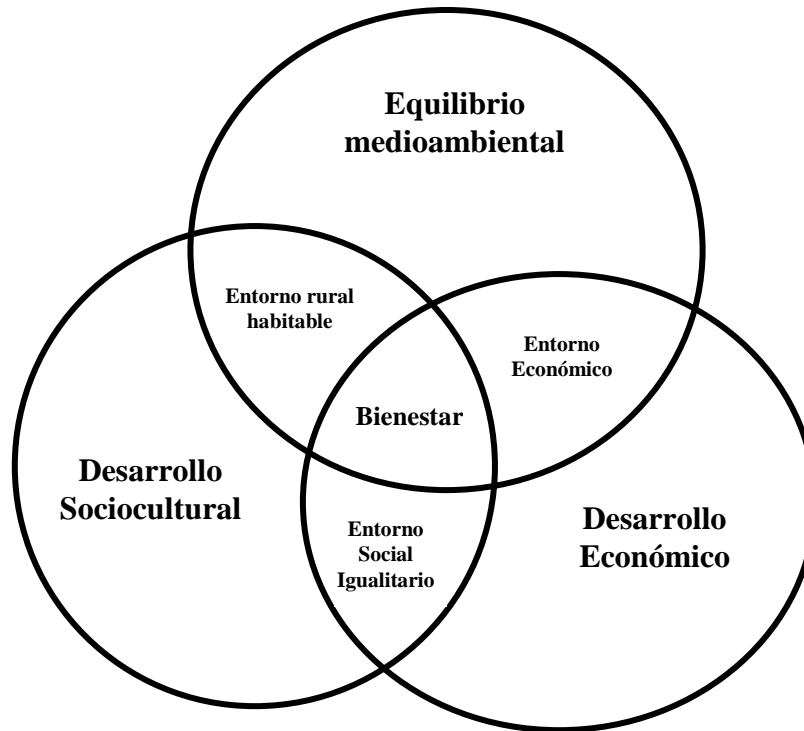 Equilibrio
medioambiental
Entorno rural
habitable
Entorno
Económico
Bienestar
Desarrollo
Sociocultural
Desarrollo
Económico
Entorno
Social
Igualitario